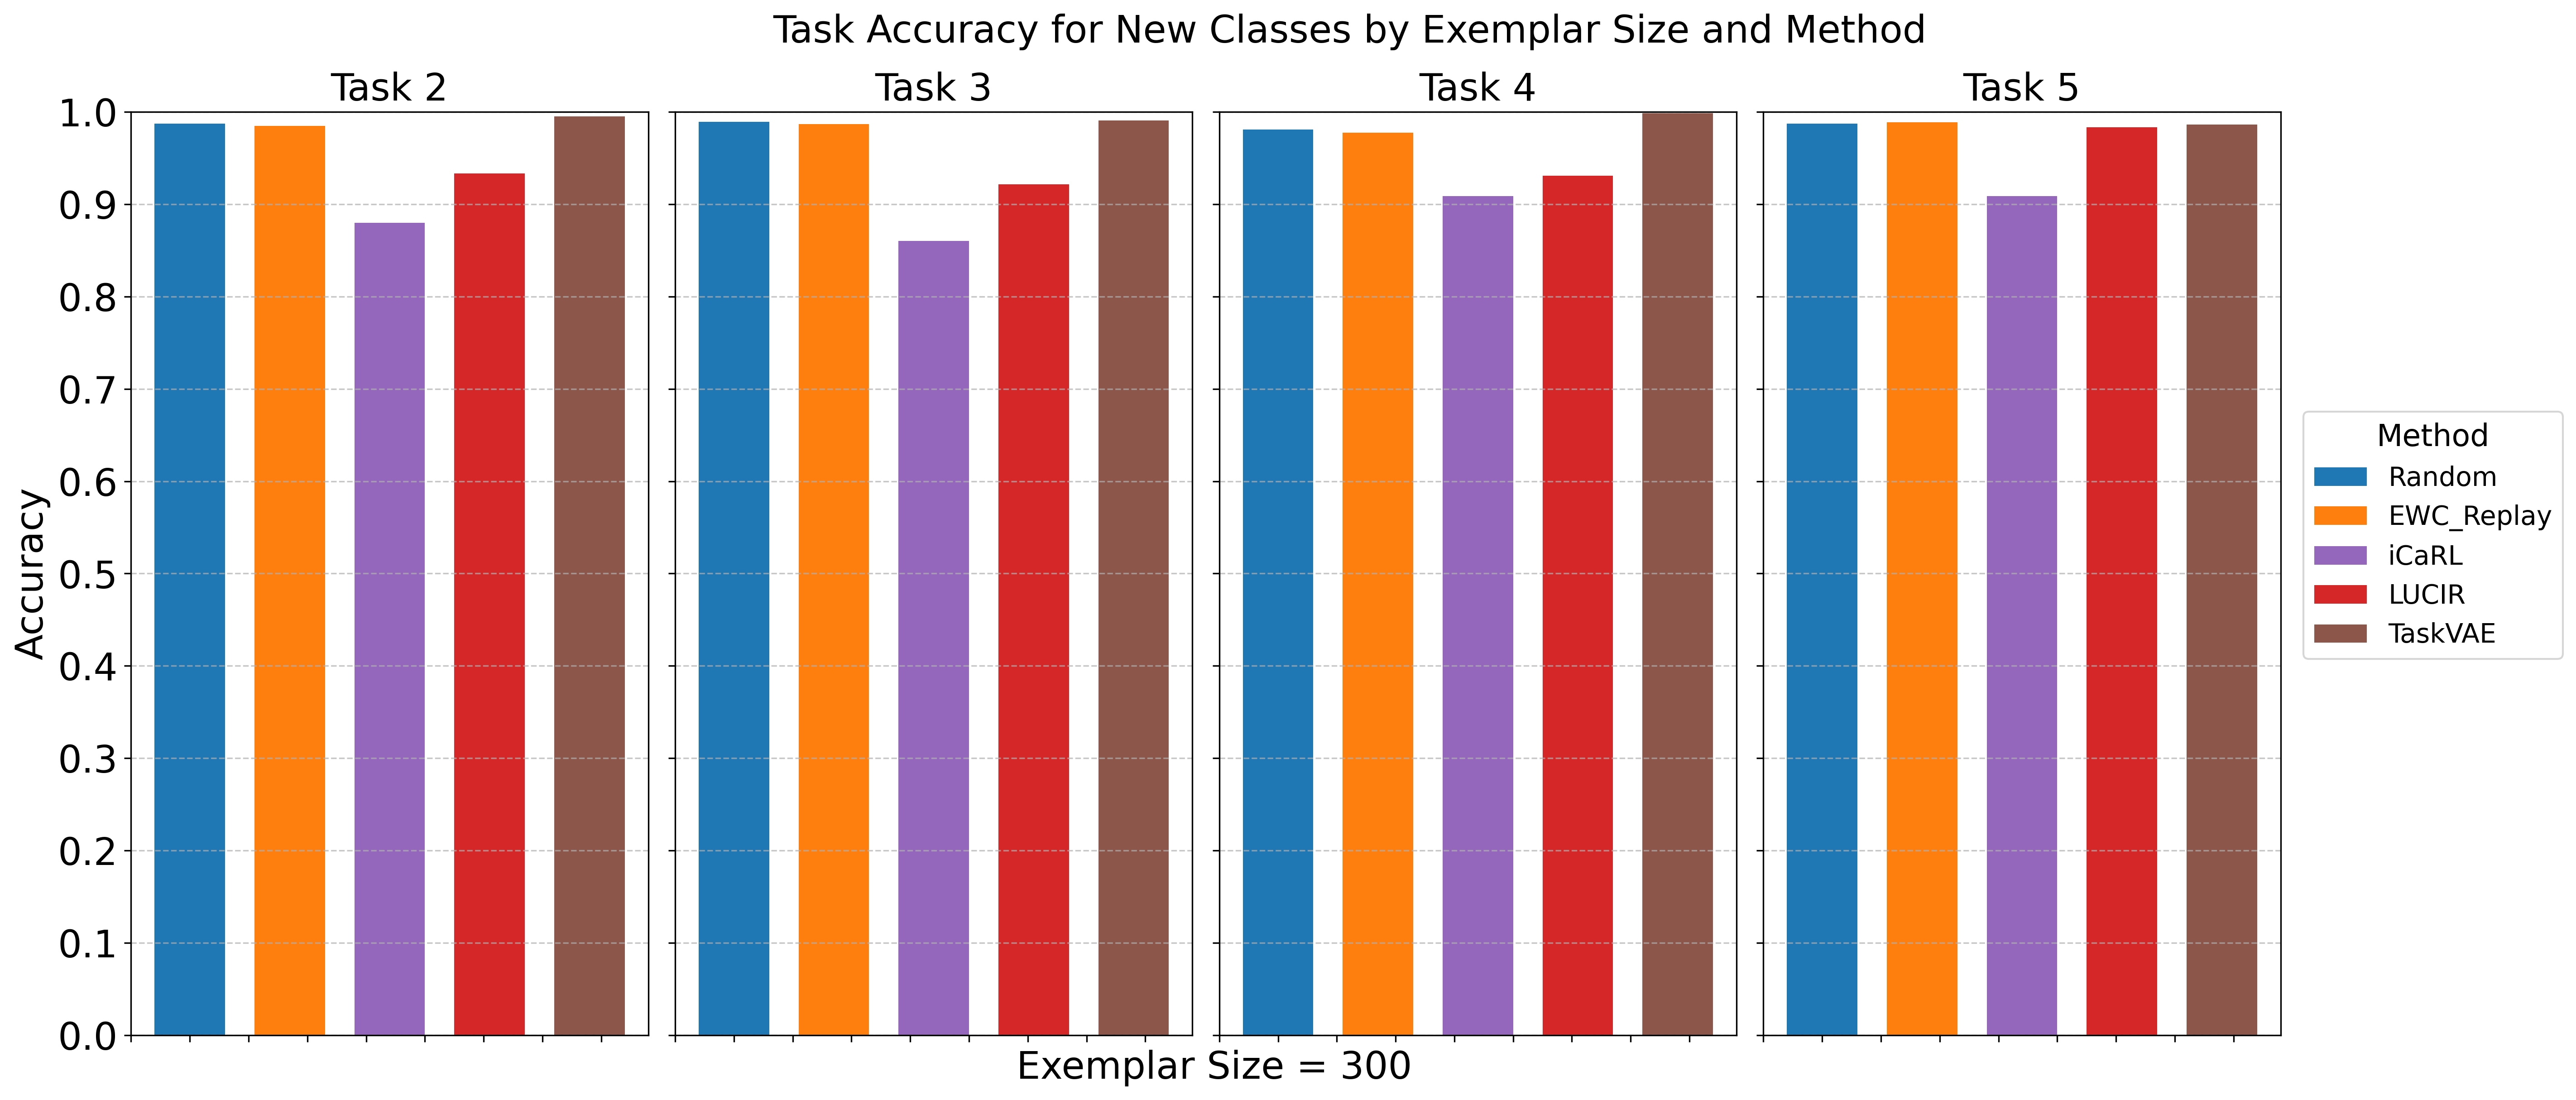 Task Accuracy for New Classes by Exemplar Size and Method
Task 2
Task 3
Task 4
Task 5
1.0
0.9
0.8
0.7
0.6
0.5
0.4
0.3
0.2
0.1
0.0
Accuracy
Exemplar Size = 300
Method
Random
EWC_Replay
iCaRL
LUCIR
TaskVAE